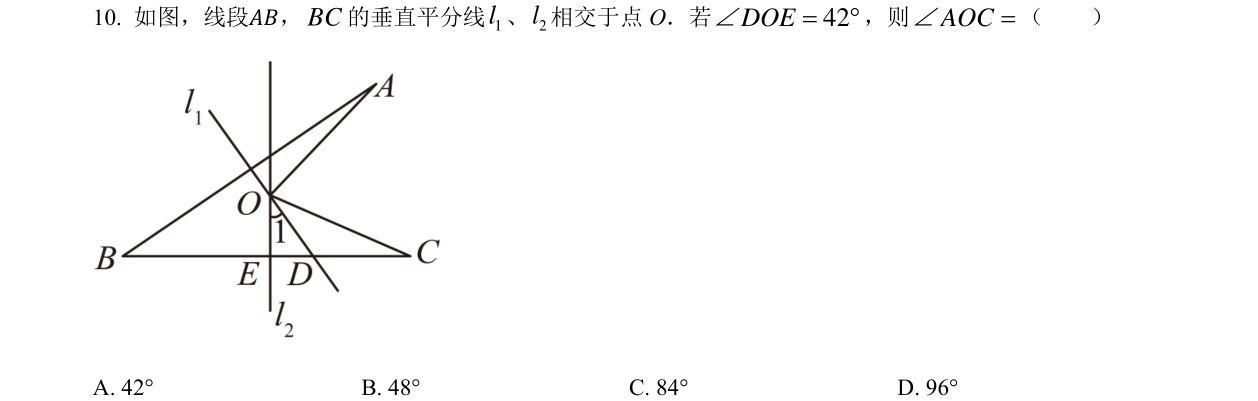 10. 如图，线段AB，BC的垂直平分线l₁、l₂相交于点 O．若∠DOE = 42°，则∠AOC =（　　）
A
l₁
O
1
B
C
E D
l₂
A. 42° B. 48° C. 84° D. 96°